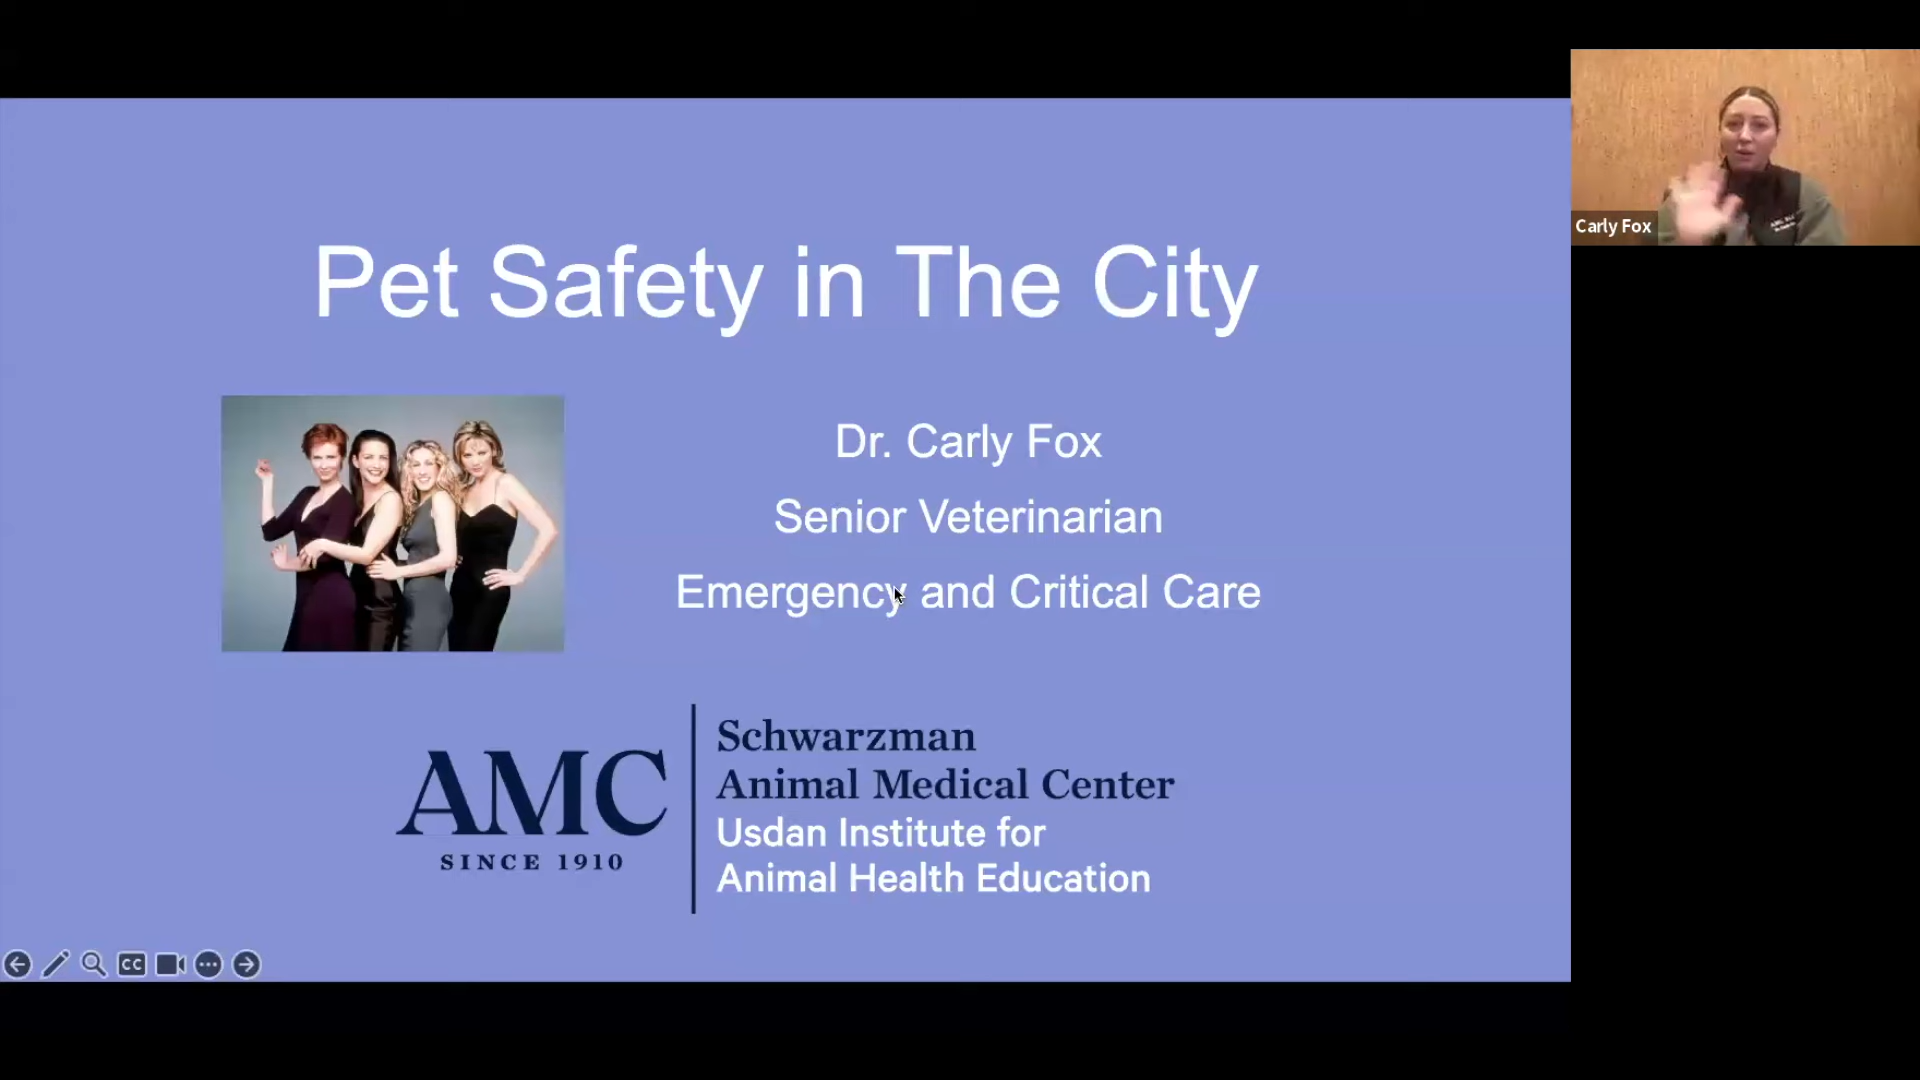 Pet Safety in The City
Dr. Carly Fox
Senior Veterinarian
Emergency and Critical Care
AMC
SINCE 1910
Schwarzman
Animal Medical Center
Usdan Institute for
Animal Health Education
CC
Carly Fox